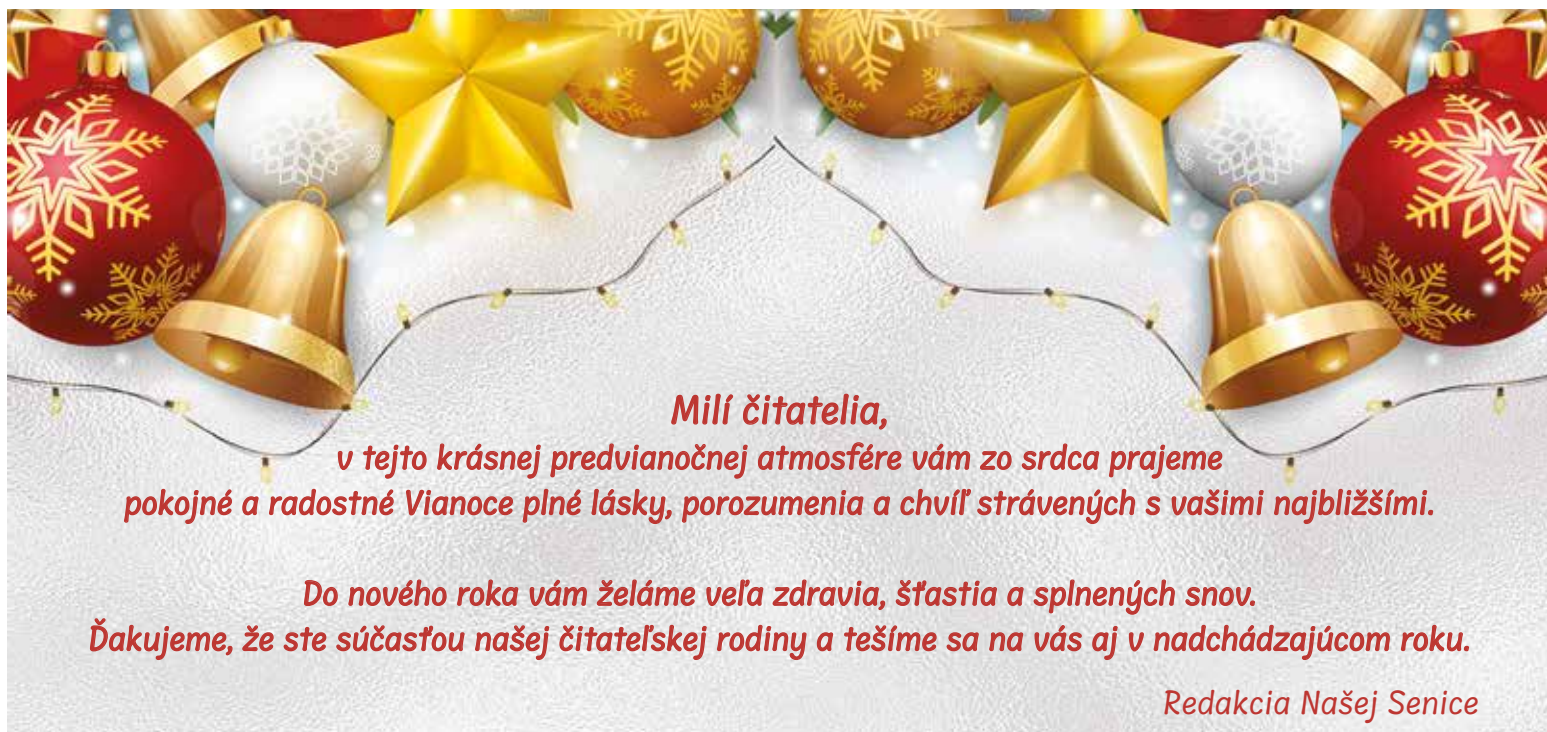 Milí čitatelia,
v tejto krásnej predvianočnej atmosfére vám zo srdca prajeme
pokojné a radostné Vianoce plné lásky, porozumenia a chvíľ strávených s vašimi najbližšími.
Do nového roka vám želáme veľa zdravia, šťastia a splnených snov.
Ďakujeme, že ste súčasťou našej čitateľskej rodiny a tešíme sa na vás aj v nadchádzajúcom roku.
Redakcia Našej Senice